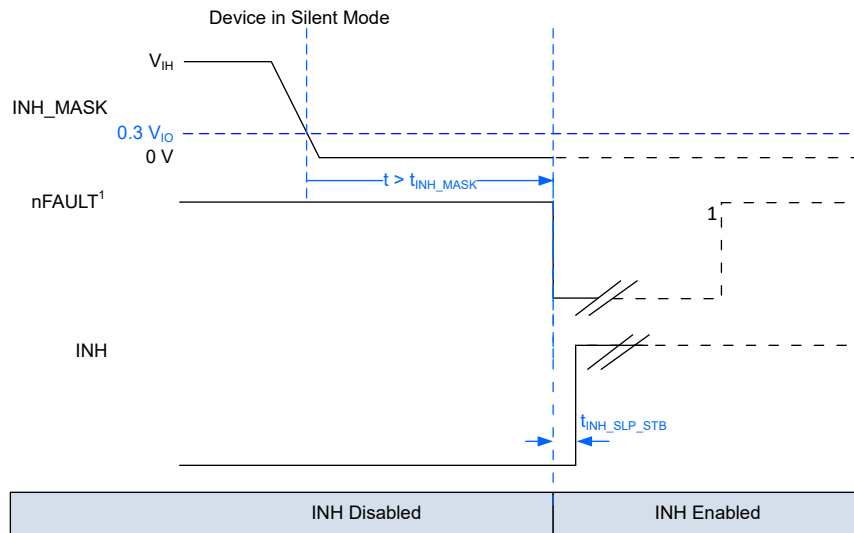 Device in Silent Mode
V_IH
INH_MASK
0.3 V_IO
0 V
t > t_INH_MASK
nFAULT¹
1
INH
t_INH_SLP_STB
INH Disabled
INH Enabled